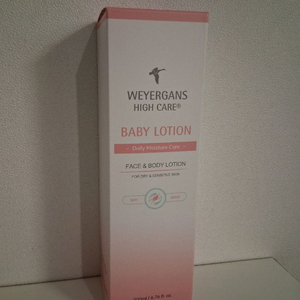 WEYERGANS
HIGH CARE®
BABY LOTION
Daily Moisture Care
FACE & BODY LOTION
FOR DRY & SENSITIVE SKIN